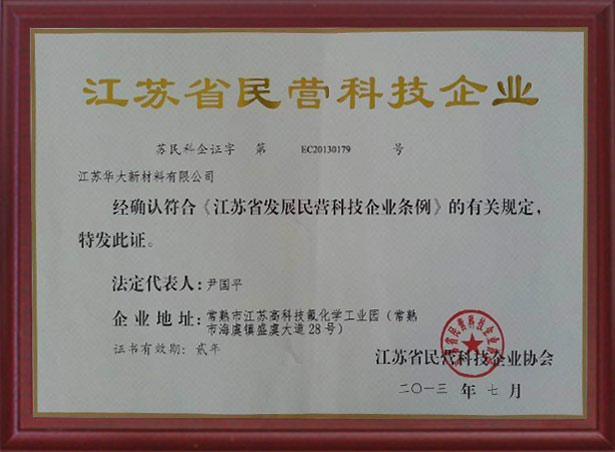 江苏省民营科技企业
苏民科企证字 第 EC20130179 号
江苏华大新材料有限公司
经确认符合《江苏省发展民营科技企业条例》的有关规定，
特发此证。
法定代表人：尹国平
企业地址：常熟市江苏高科技氟化学工业园（常熟
市海虞镇盛虞大道28号）
证书有效期：贰年
江苏省民营科技企业协会
二〇一三 年 七 月